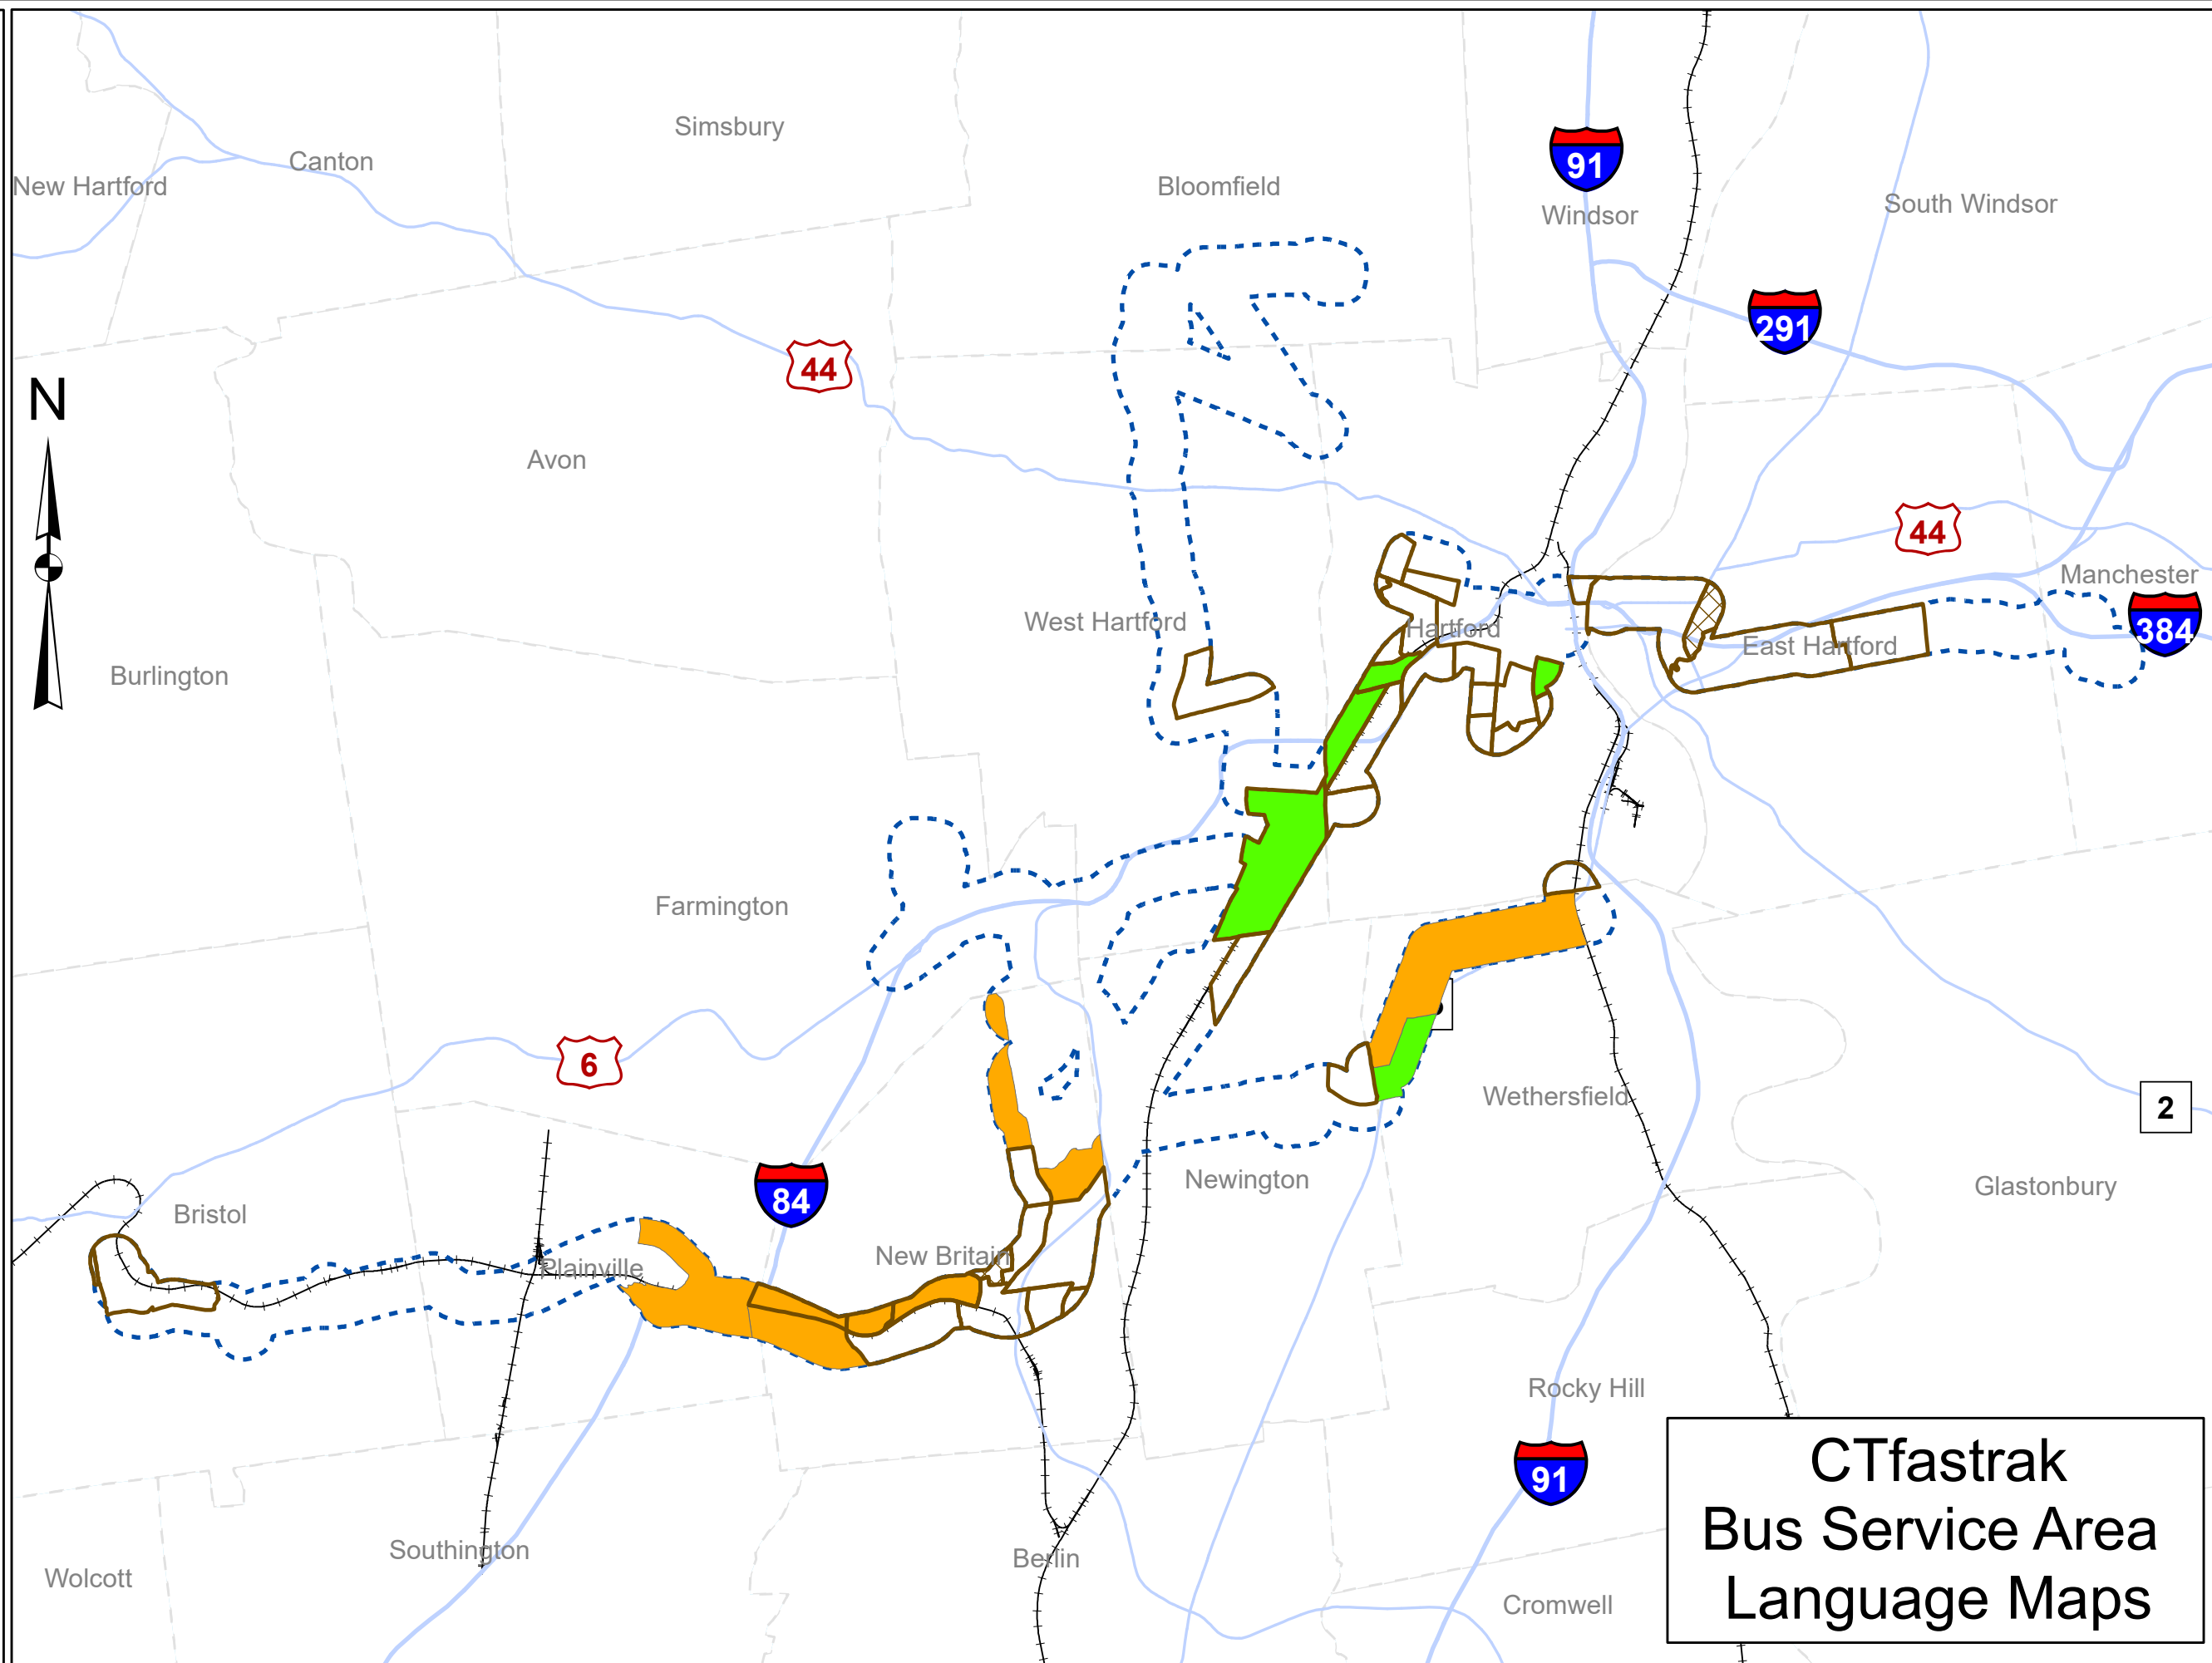 Simsbury
91
Canton
New Hartford
Bloomfield
South Windsor
Windsor
291
44
N
Avon
44
Manchester
West Hartford
Hartford
384
East Hartford
Burlington
Farmington
6
Wethersfield
2
Newington
Glastonbury
84
Bristol
New Britain
Plainville
Rocky Hill
91
Southington
Berlin
Wolcott
Cromwell
CTfastrak
Bus Service Area
Language Maps